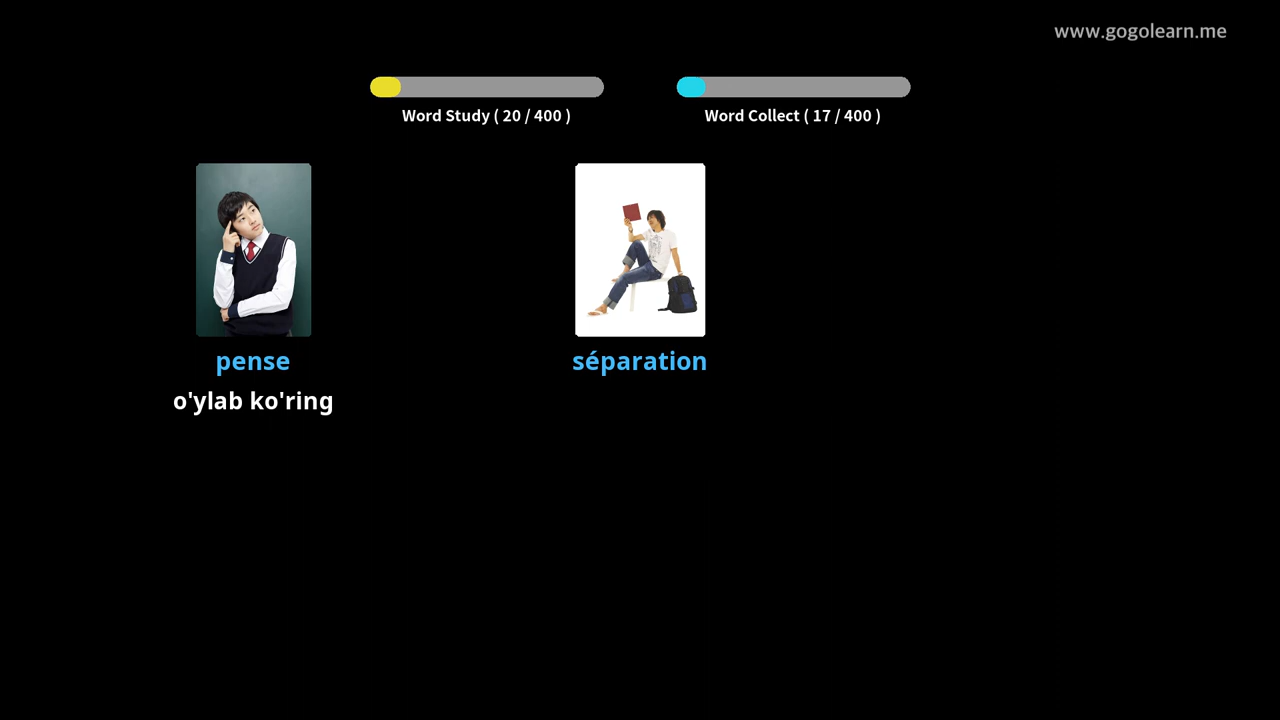 www.gogolearn.me
Word Study ( 20 / 400 )
Word Collect ( 17 / 400 )
pense
séparation
o'ylab ko'ring